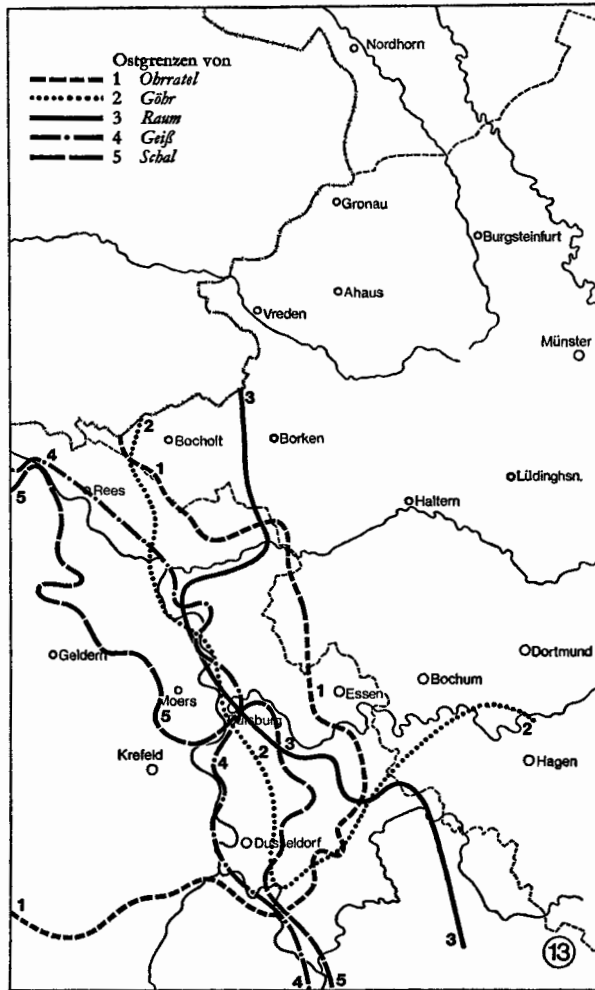 Nordhorn
Ostgrenzen von
1 Ohrratel
2 Göhr
3 Raum
4 Geiß
5 Schal
Gronau
Burgsteinfurt
Ahaus
Vreden
Münster
3
2
Bocholt
Borken
4
1
5
Rees
Lüdinghsn.
Haltern
Geldern
Dortmund
Bochum
1
Essen
Moers
5
Duisburg
2
3
2
Krefeld
4
Hagen
Dusseldorf
1
3
13
4
5